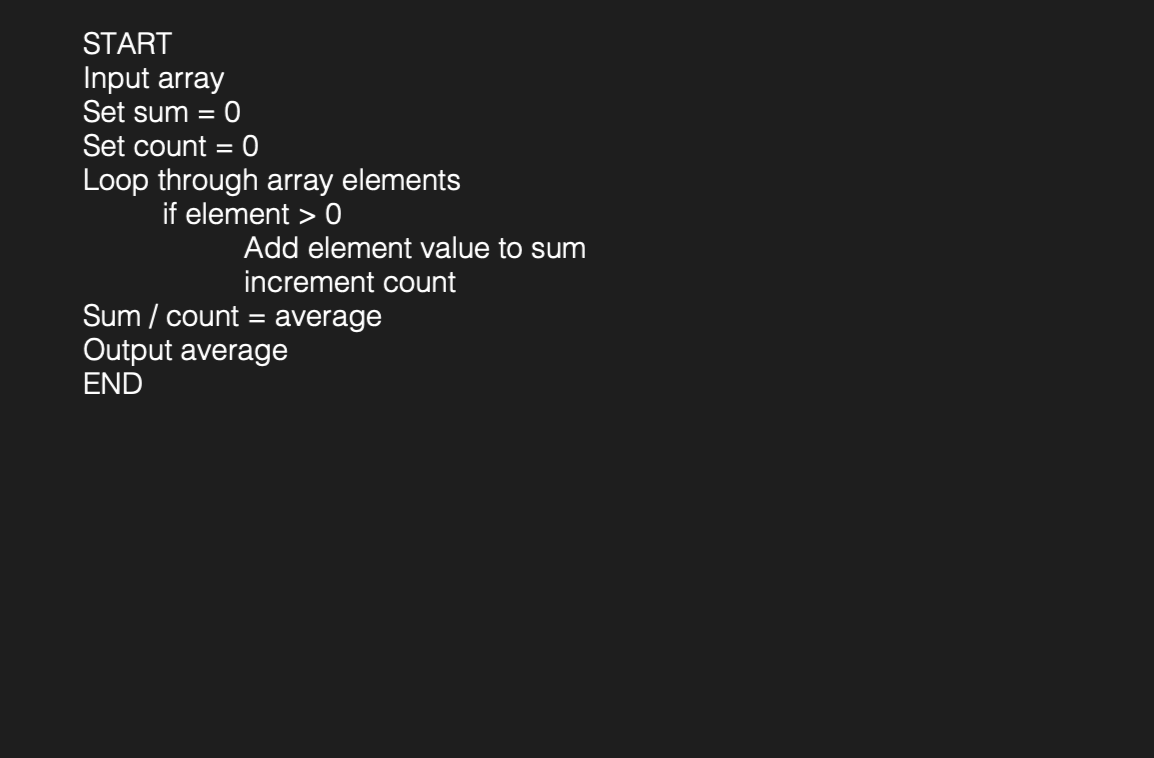 START
Input array
Set sum = 0
Set count = 0
Loop through array elements
if element > 0
Add element value to sum
increment count
Sum / count = average
Output average
END